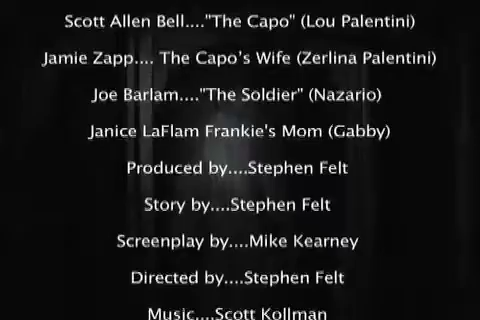 Scott Allen Bell...."The Capo" (Lou Palentini)
Jamie Zapp.... The Capo's Wife (Zerlina Palentini)
Joe Barlam...."The Soldier" (Nazario)
Janice LaFlam Frankie's Mom (Gabby)
Produced by....Stephen Felt
Story by....Stephen Felt
Screenplay by....Mike Kearney
Directed by....Stephen Felt
Music....Scott Kollman